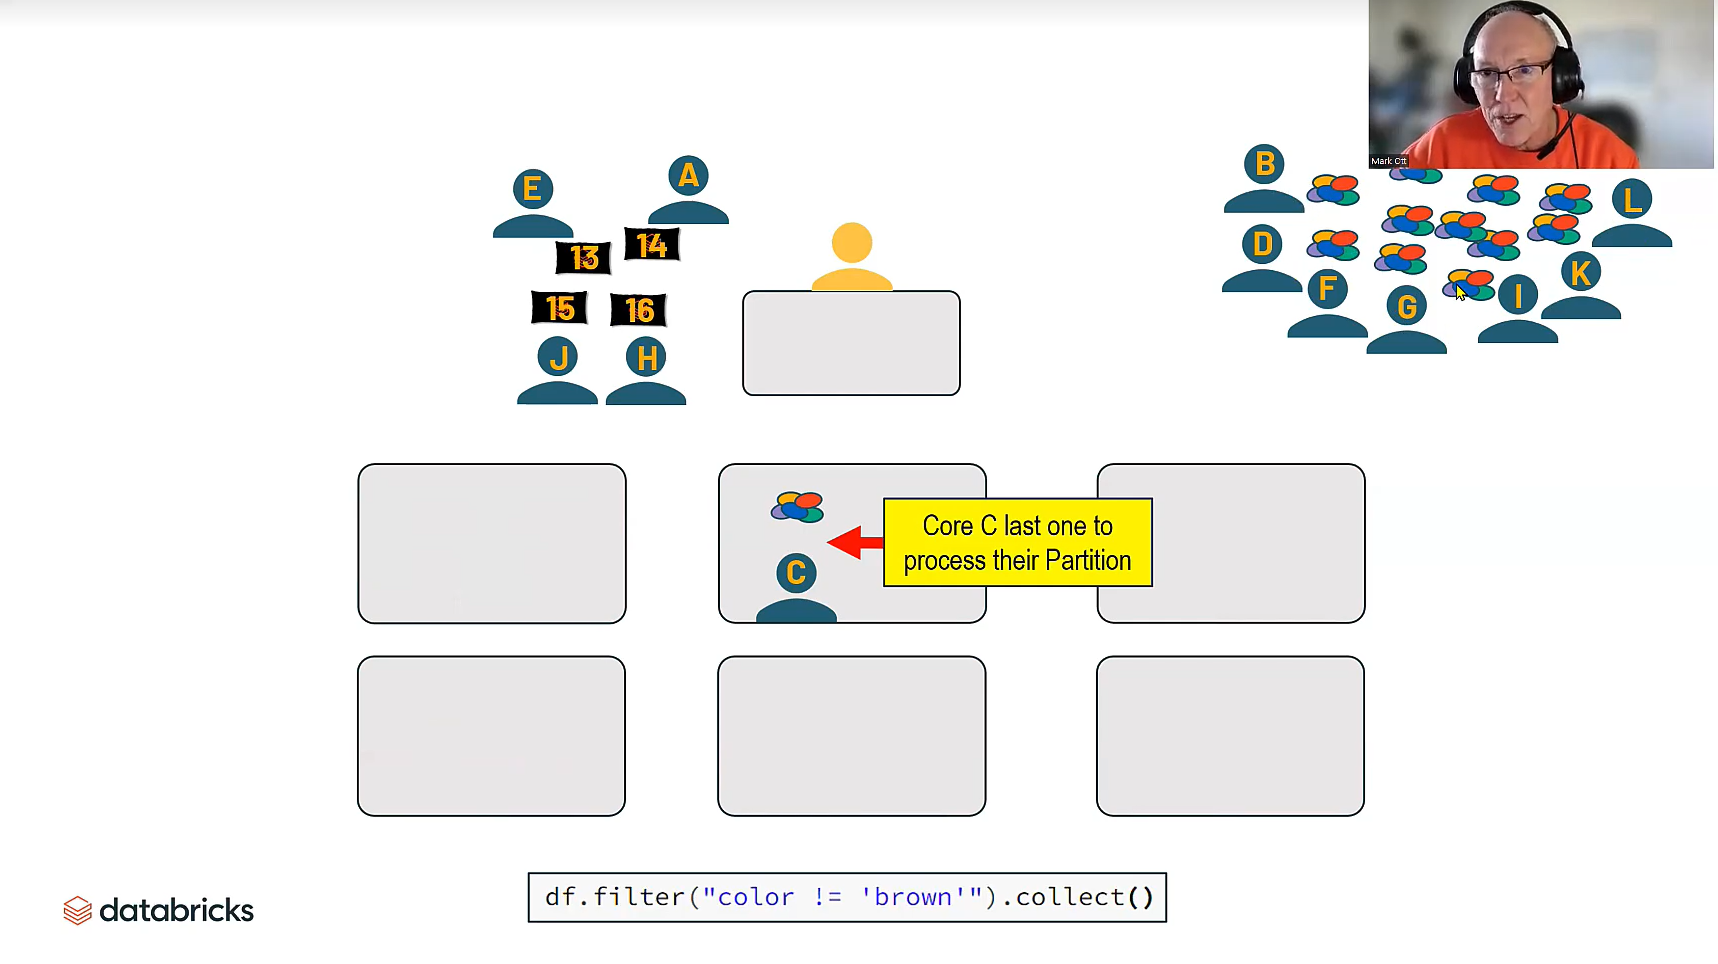 Mark Ott
B
E
A
L
D
13
14
K
F
I
G
15
16
J
H
Core C last one to
process their Partition
C
df.filter("color != 'brown'").collect()
databricks